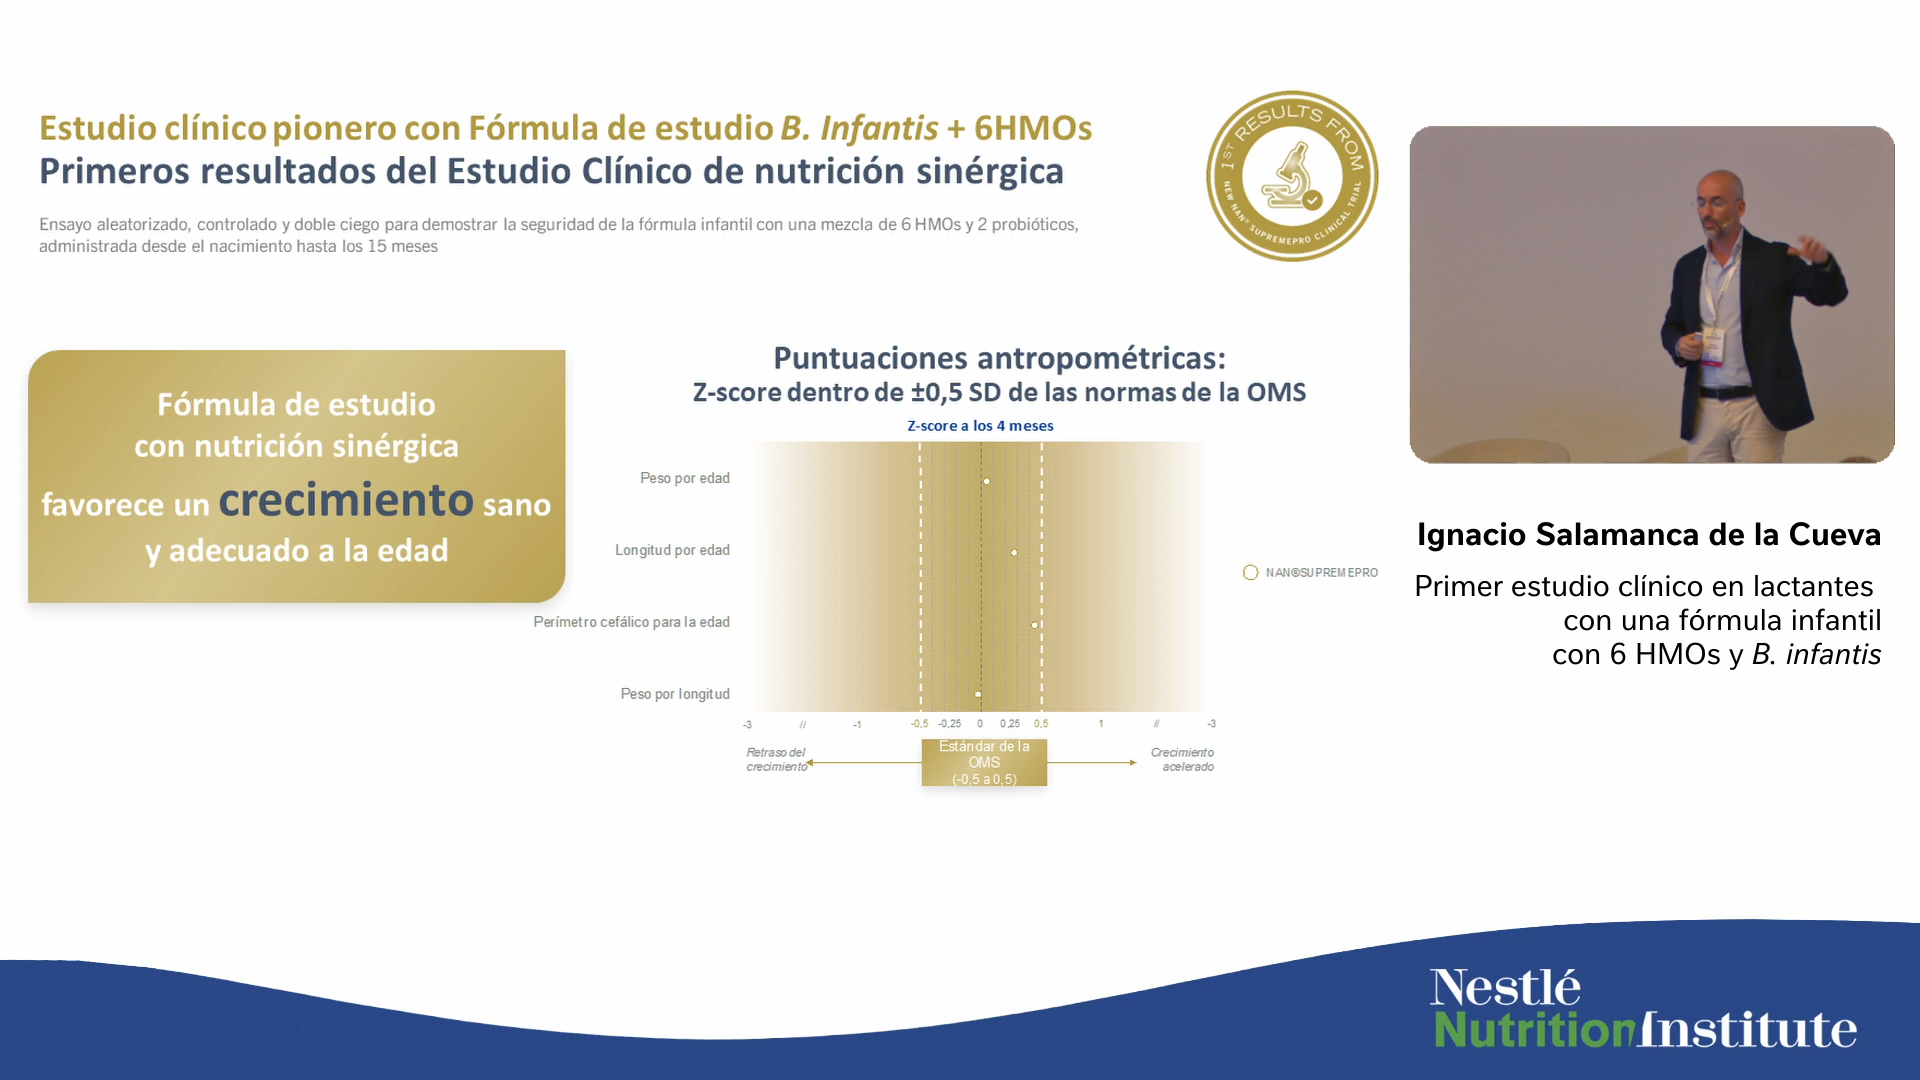 Estudio clínico pionero con Fórmula de estudio B. Infantis + 6HMOs
Primeros resultados del Estudio Clínico de nutrición sinérgica
Ensayo aleatorizado, controlado y doble ciego para demostrar la seguridad de la fórmula infantil con una mezcla de 6 HMOs y 2 probióticos,
administrada desde el nacimiento hasta los 15 meses
1ST RESULTS FROM
NEW NAN® SUPREMEPRO CLINICAL TRIAL
Fórmula de estudio
con nutrición sinérgica
favorece un crecimiento sano
y adecuado a la edad
Puntuaciones antropométricas:
Z-score dentro de ±0,5 SD de las normas de la OMS
Z-score a los 4 meses
Peso por edad
Longitud por edad
Perímetro cefálico para la edad
Peso por longitud
-3 // -1 -0,5 -0,25 0 0,25 0,5 1 // -3
Retraso del
crecimiento
Estándar de la
OMS
(-0,5 a 0,5)
Crecimiento
acelerado
NAN®SUPREMEPRO
Ignacio Salamanca de la Cueva
Primer estudio clínico en lactantes
con una fórmula infantil
con 6 HMOs y B. infantis
Nestlé
NutritionInstitute